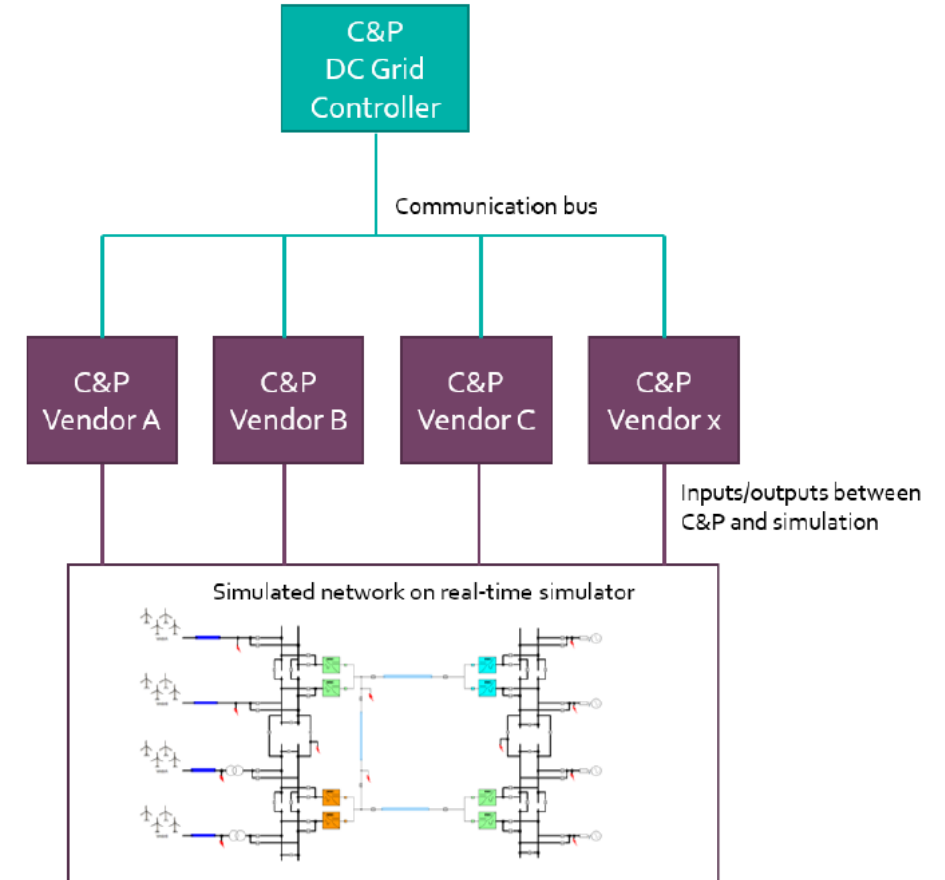 C&P
DC Grid
Controller
Communication bus
C&P
Vendor A
C&P
Vendor B
C&P
Vendor C
C&P
Vendor x
Inputs/outputs between
C&P and simulation
Simulated network on real-time simulator